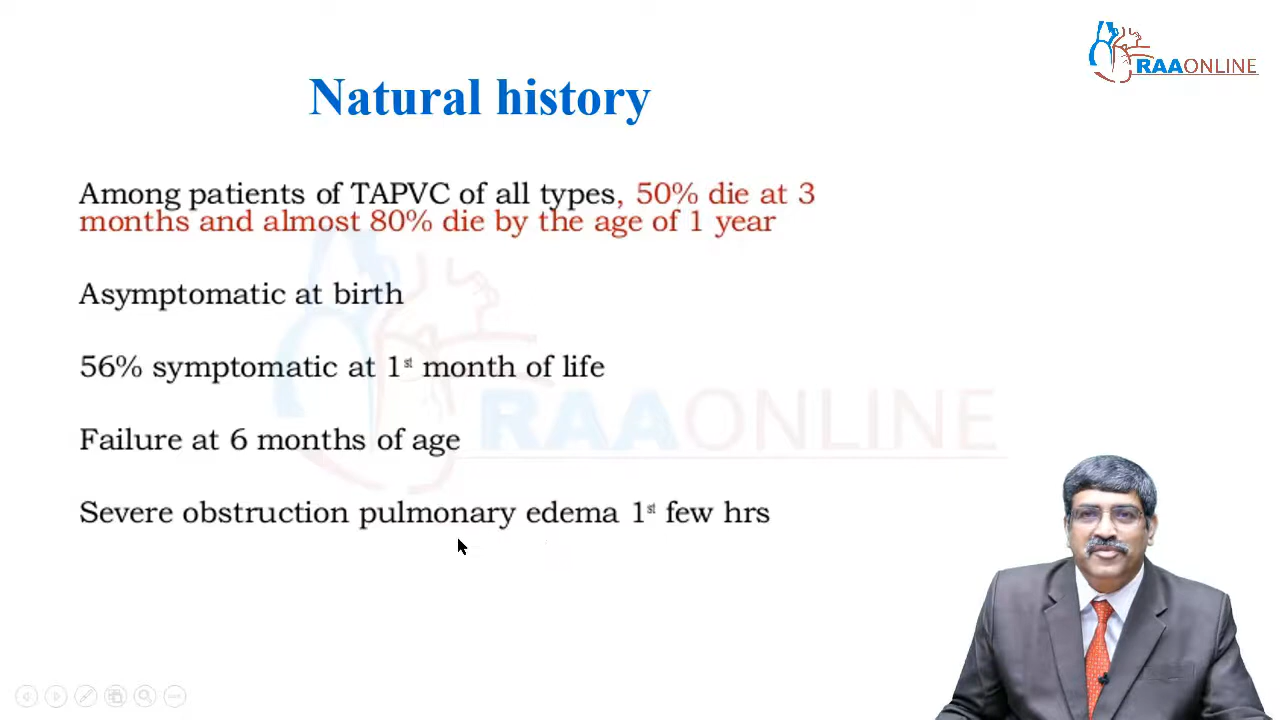 RAAONLINE
Natural history
Among patients of TAPVC of all types, 50% die at 3
months and almost 80% die by the age of 1 year
Asymptomatic at birth
56% symptomatic at 1st month of life
RAAONLINE
Failure at 6 months of age
Severe obstruction pulmonary edema 1st few hrs